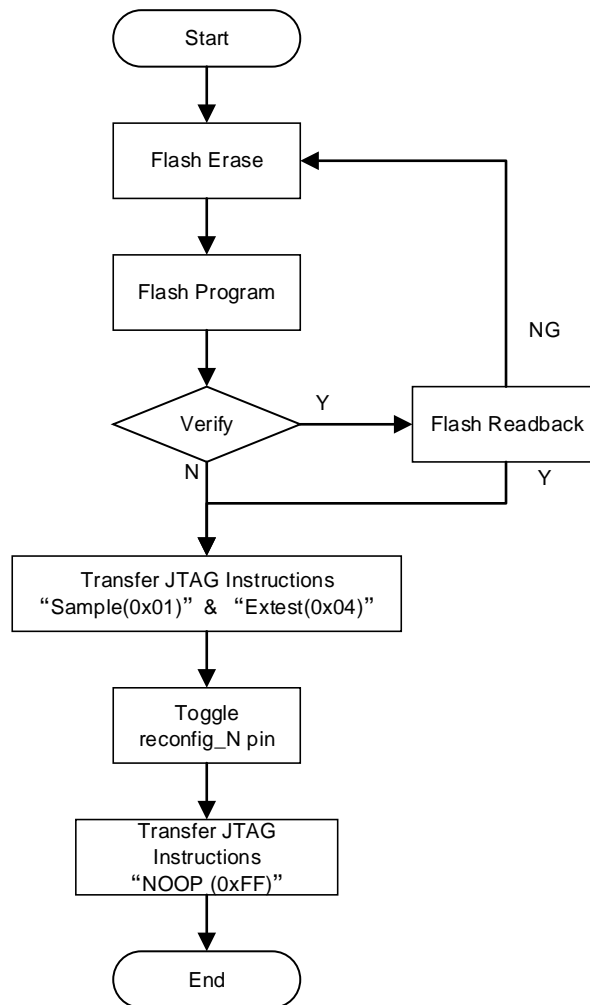 Start
Flash Erase
Flash Program
NG
Verify
Y
Flash Readback
N
Y
Transfer JTAG Instructions
“Sample(0x01)” & “Extest(0x04)”
Toggle
reconfig_N pin
Transfer JTAG
Instructions
“NOOP (0xFF)”
End